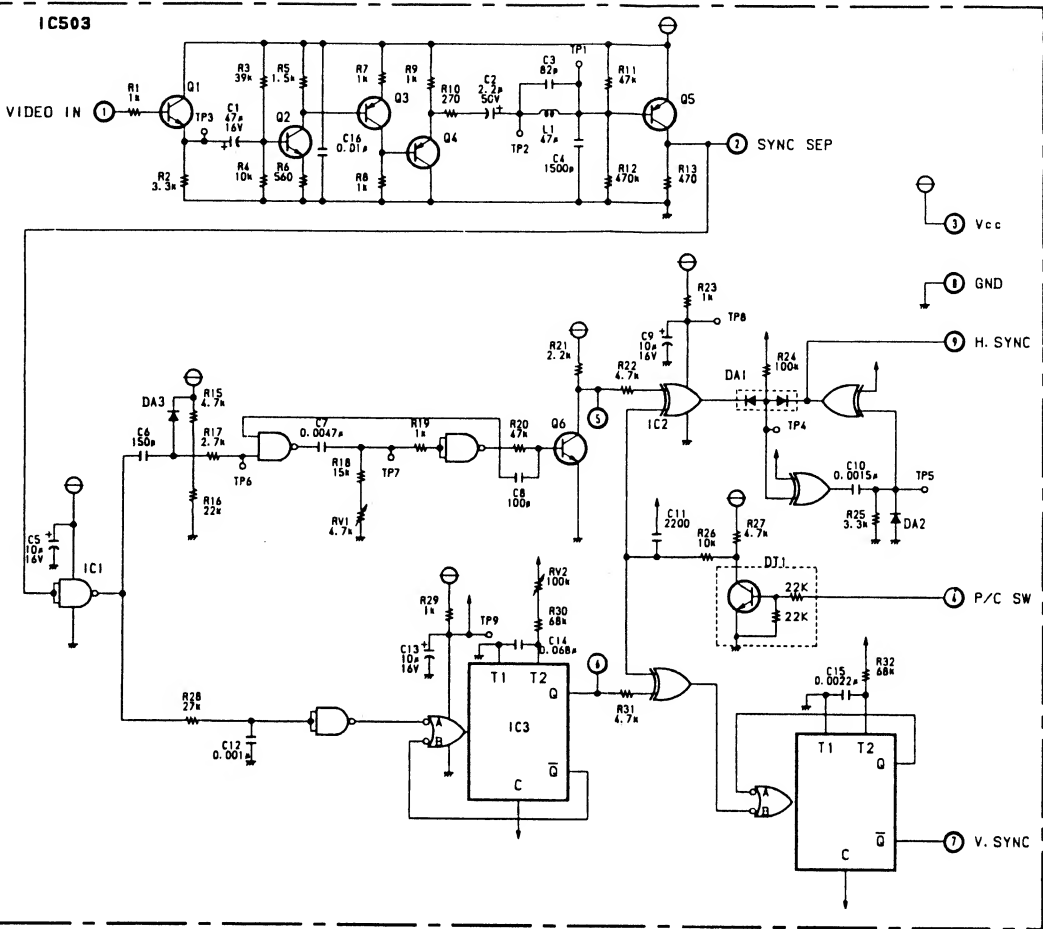 IC503
VIDEO IN
1
R1
1k
Q1
TP3
C1
47µ
16V
R2
3.3k
R3
39k
R4
10k
R5
1.5k
Q2
R6
560
C16
0.01µ
R7
1k
Q3
R8
1k
R9
1k
Q4
R10
270
C2
2.2µ
50V
C3
82p
TP1
TP2
L1
47µ
C4
1500p
R11
47k
R12
470k
Q5
R13
470
2
SYNC SEP
3
Vcc
8
GND
9
H.SYNC
R23
1k
C9
10µ
16V
TP8
R21
2.2k
R22
4.7k
5
IC2
DA1
R24
100k
TP4
C10
0.0015µ
TP5
R25
3.3k
DA2
DA3
R15
4.7k
C6
150p
R17
2.7k
TP6
R16
22k
C7
0.0047µ
R18
15k
RV1
4.7k
TP7
R19
1k
R20
47k
C8
100p
Q6
C5
10µ
16V
IC1
C11
2200
R26
10k
R27
4.7k
DT1
22K
22K
4
P/C SW
R29
1k
C13
10µ
16V
TP9
RV2
100k
R30
68k
C14
0.068µ
T1
T2
Q
IC3
Q̅
C
A
B
6
R31
4.7k
R28
27k
C12
0.001µ
C15
0.0022µ
R32
68k
T1
T2
Q
A
B
Q̅
C
7
V.SYNC